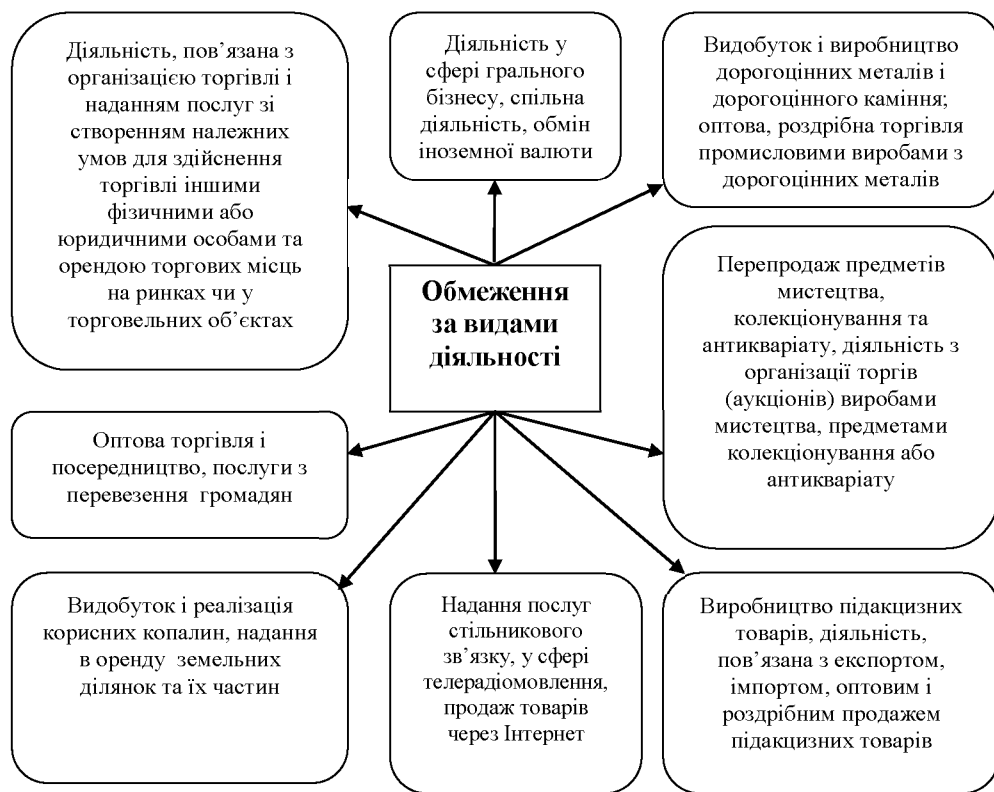 Діяльність, пов’язана з
організацією торгівлі і
наданням послуг зі
створенням належних
умов для здійснення
торгівлі іншими
фізичними або
юридичними особами та
орендою торгових місць
на ринках чи у
торговельних об’єктах
Діяльність у
сфері грального
бізнесу, спільна
діяльність, обмін
іноземної валюти
Видобуток і виробництво
дорогоцінних металів і
дорогоцінного каміння;
оптова, роздрібна торгівля
промисловими виробами з
дорогоцінних металів
Обмеження
за видами
діяльності
Перепродаж предметів
мистецтва,
колекціонування та
антикваріату, діяльність з
організації торгів
(аукціонів) виробами
мистецтва, предметами
колекціонування або
антикваріату
Оптова торгівля і
посередництво, послуги з
перевезення громадян
Видобуток і реалізація
корисних копалин, надання
в оренду земельних
ділянок та їх частин
Надання послуг
стільникового
зв’язку, у сфері
телерадіомовлення,
продаж товарів
через Інтернет
Виробництво підакцизних
товарів, діяльність,
пов’язана з експортом,
імпортом, оптовим і
роздрібним продажем
підакцизних товарів